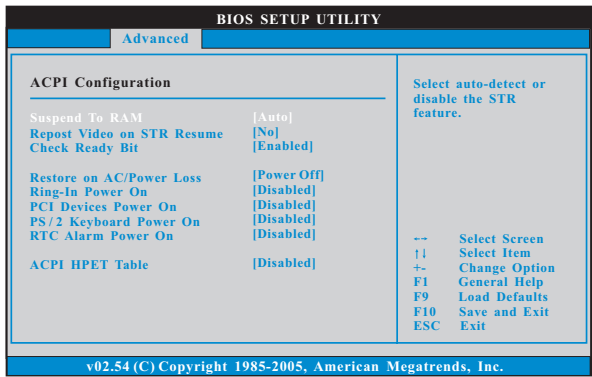 BIOS SETUP UTILITY
Advanced
ACPI Configuration
Suspend To RAM [Auto]
Repost Video on STR Resume [No]
Check Ready Bit [Enabled]
Restore on AC/Power Loss [Power Off]
Ring-In Power On [Disabled]
PCI Devices Power On [Disabled]
PS/2 Keyboard Power On [Disabled]
RTC Alarm Power On [Disabled]
ACPI HPET Table [Disabled]
Select auto-detect or
disable the STR
feature.
←→ Select Screen
↑↓ Select Item
+- Change Option
F1 General Help
F9 Load Defaults
F10 Save and Exit
ESC Exit
v02.54 (C) Copyright 1985-2005, American Megatrends, Inc.